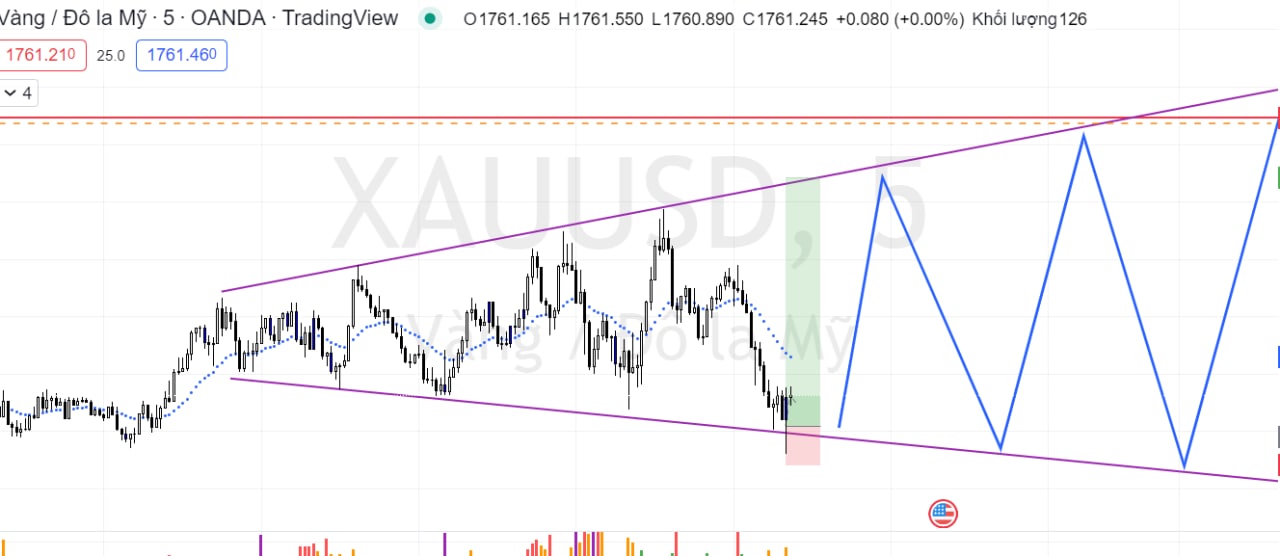 Vàng / Đô la Mỹ · 5 · OANDA · TradingView O1761.165 H1761.550 L1760.890 C1761.245 +0.080 (+0.00%) Khối lượng126
1761.210 25.0 1761.460
4
XAUUSD, 5
Vàng / Đô la Mỹ